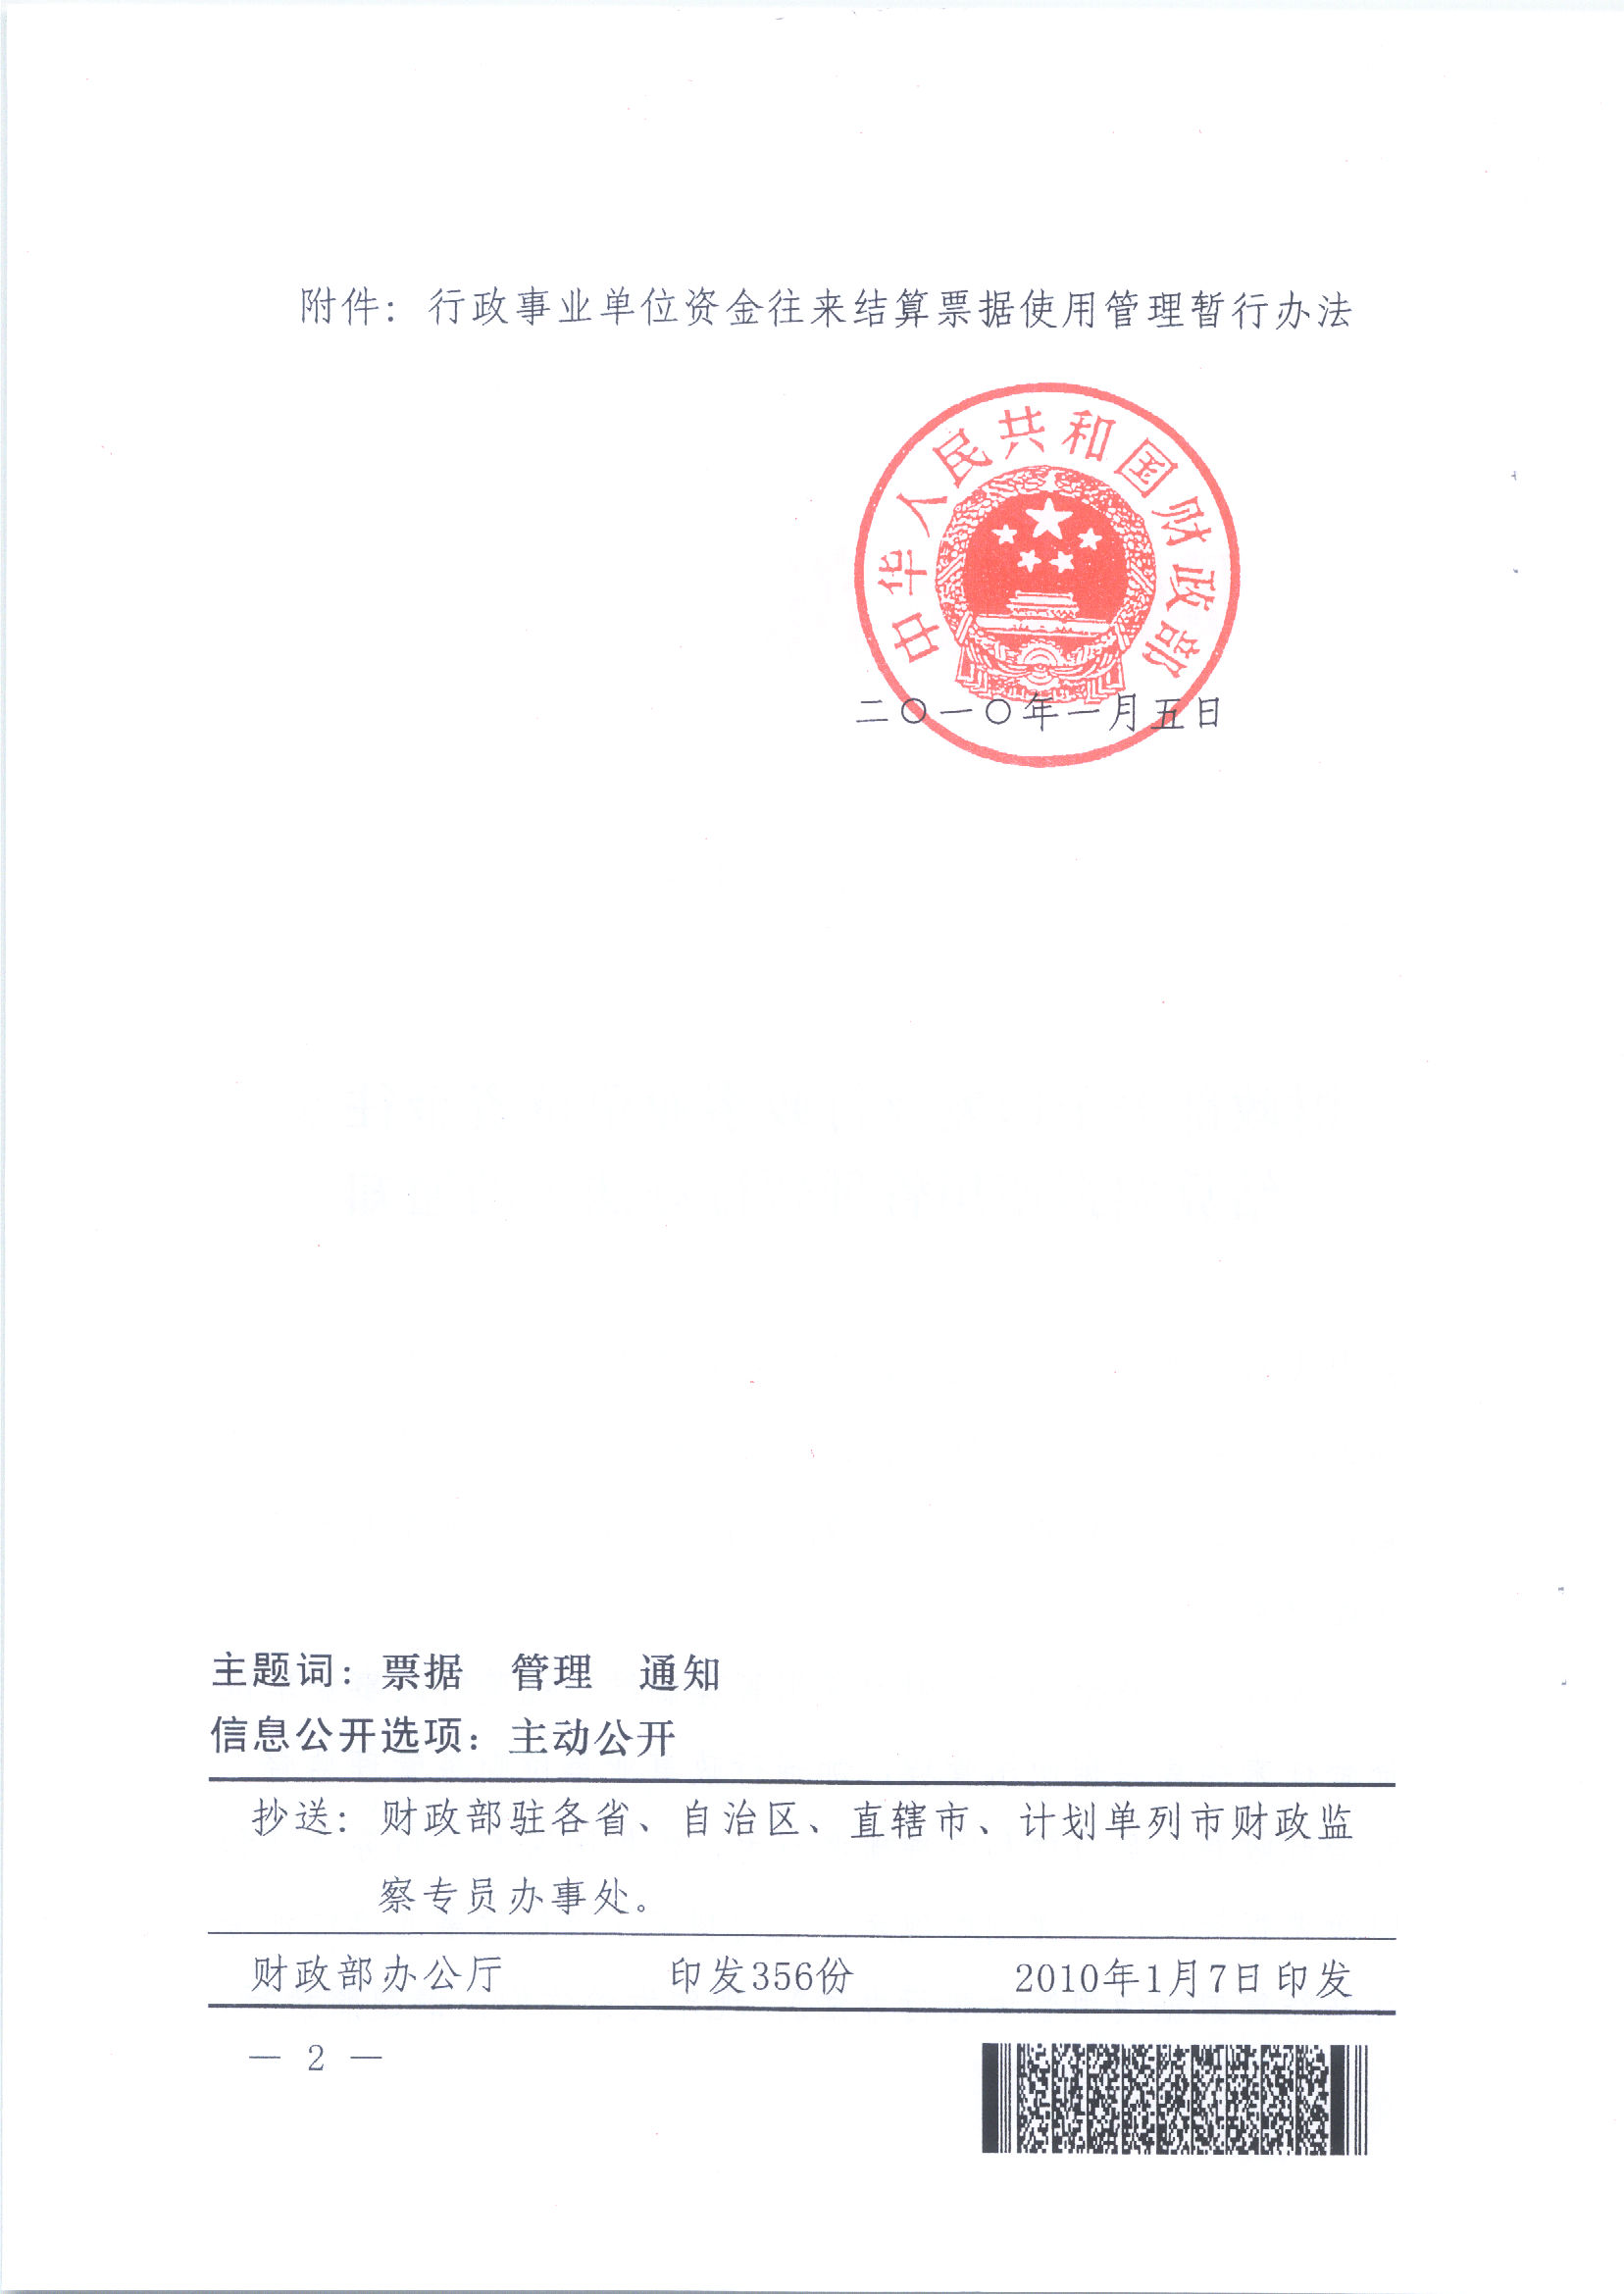 附件：行政事业单位资金往来结算票据使用管理暂行办法
中华人民共和国财政部
二〇一〇年一月五日
主题词：票据 管理 通知
信息公开选项：主动公开
抄送：财政部驻各省、自治区、直辖市、计划单列市财政监
察专员办事处。
财政部办公厅 印发356份 2010年1月7日印发
— 2 —